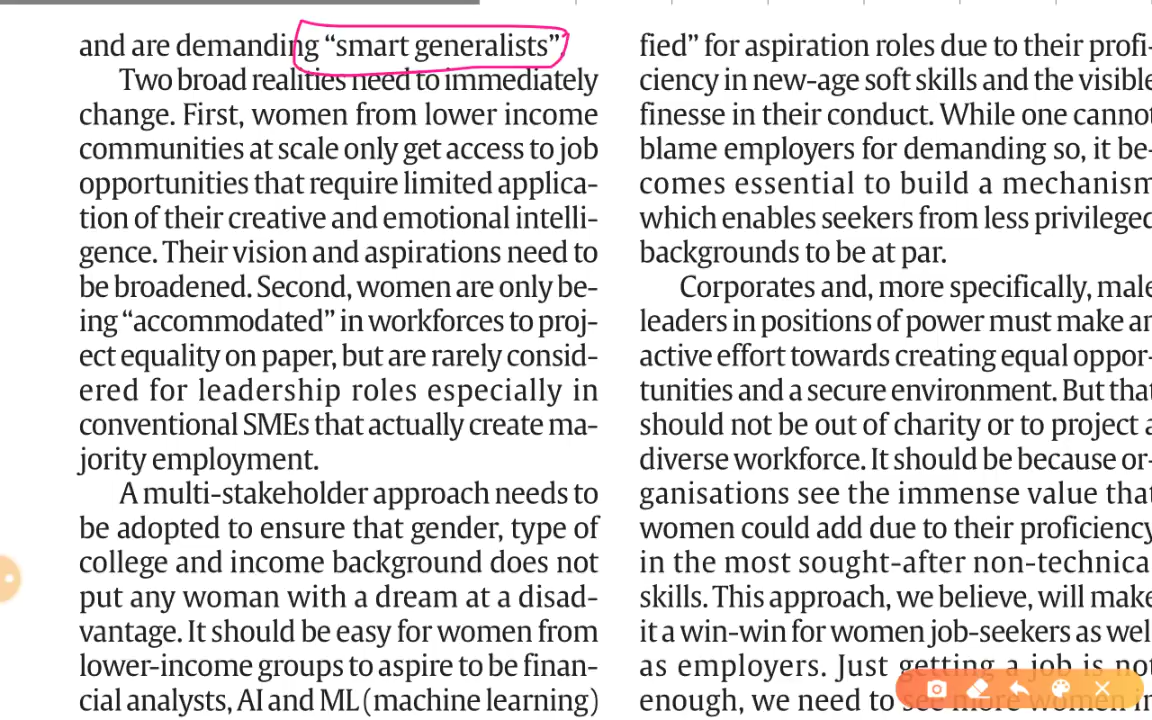 and are demanding “smart generalists”.
Two broad realities need to immediately
change. First, women from lower income
communities at scale only get access to job
opportunities that require limited applica-
tion of their creative and emotional intelli-
gence. Their vision and aspirations need to
be broadened. Second, women are only be-
ing “accommodated” in workforces to proj-
ect equality on paper, but are rarely consid-
ered for leadership roles especially in
conventional SMEs that actually create ma-
jority employment.
A multi-stakeholder approach needs to
be adopted to ensure that gender, type of
college and income background does not
put any woman with a dream at a disad-
vantage. It should be easy for women from
lower-income groups to aspire to be finan-
cial analysts, AI and ML (machine learning)
fied” for aspiration roles due to their profi-
ciency in new-age soft skills and the visible
finesse in their conduct. While one cannot
blame employers for demanding so, it be-
comes essential to build a mechanism
which enables seekers from less privileged
backgrounds to be at par.
Corporates and, more specifically, male
leaders in positions of power must make an
active effort towards creating equal oppor-
tunities and a secure environment. But that
should not be out of charity or to project a
diverse workforce. It should be because or-
ganisations see the immense value that
women could add due to their proficiency
in the most sought-after non-technica
skills. This approach, we believe, will make
it a win-win for women job-seekers as wel
as employers. Just getting a job is not
enough, we need to see more women in